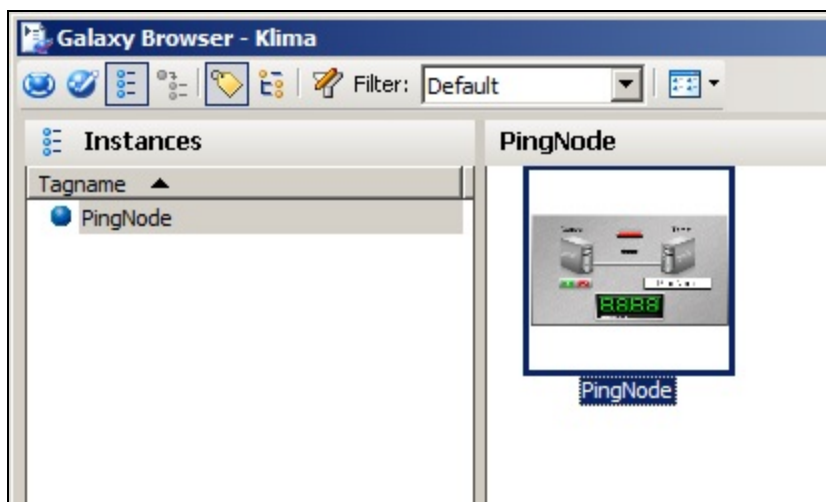 Galaxy Browser - Klima
Filter: Default
Instances
PingNode
Tagname
PingNode
PingNode